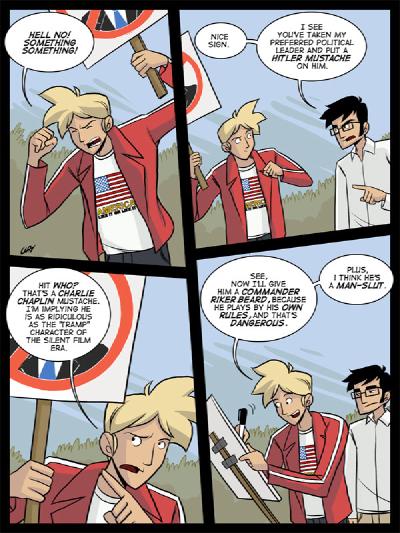 HELL NO!
SOMETHING
SOMETHING!
NICE
SIGN.
I SEE
YOU'VE TAKEN MY
PREFERRED POLITICAL
LEADER AND PUT A
HITLER MUSTACHE
ON HIM.
AMERICA
HIT WHO?
THAT'S A CHARLIE
CHAPLIN MUSTACHE.
I'M IMPLYING HE
IS AS RIDICULOUS
AS THE "TRAMP"
CHARACTER OF
THE SILENT FILM
ERA.
SEE,
NOW I'LL GIVE
HIM A COMMANDER
RIKER BEARD, BECAUSE
HE PLAYS BY HIS OWN
RULES, AND THAT'S
DANGEROUS.
PLUS,
I THINK HE'S
A MAN-SLUT.